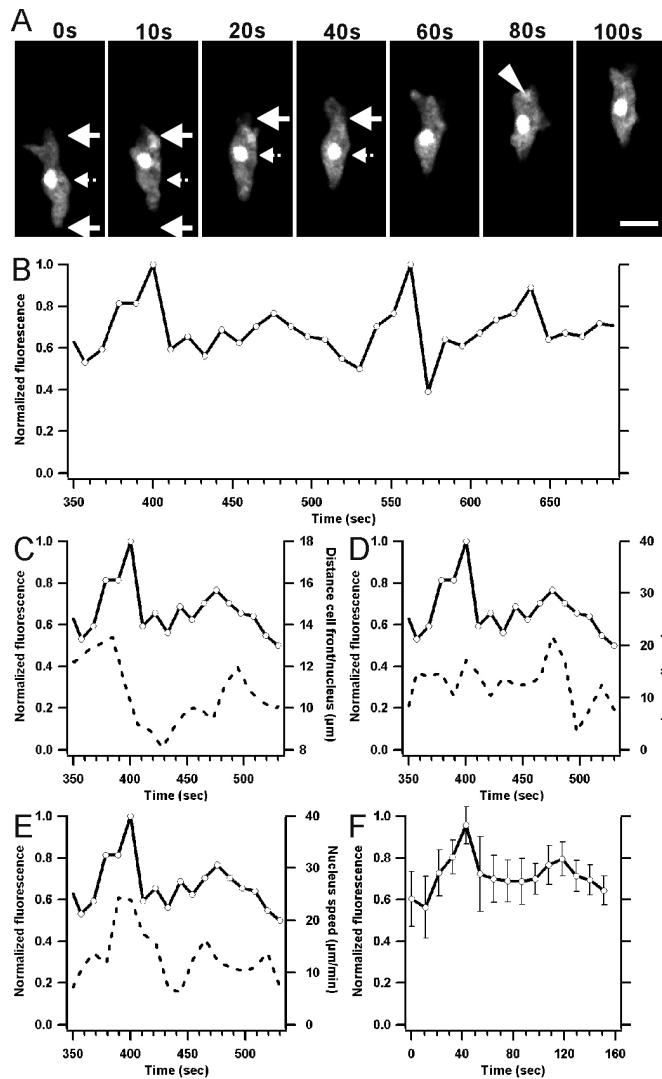 A
0s 10s 20s 40s 60s 80s 100s
B
Normalized fluorescence
1.0
0.8
0.6
0.4
0.2
0.0
350 400 450 500 550 600 650
Time (sec)
C
Normalized fluorescence
1.0
0.8
0.6
0.4
0.2
0.0
350 400 450 500
Time (sec)
18
16
14
12
10
8
Distance cell front/nucleus (µm)
D
Normalized fluorescence
1.0
0.8
0.6
0.4
0.2
0.0
350 400 450 500
Time (sec)
40
30
20
10
0
E
Normalized fluorescence
1.0
0.8
0.6
0.4
0.2
0.0
350 400 450 500
Time (sec)
40
30
20
10
0
Nucleus speed (µm/min)
F
Normalized fluorescence
1.0
0.8
0.6
0.4
0.2
0.0
0 40 80 120 160
Time (sec)